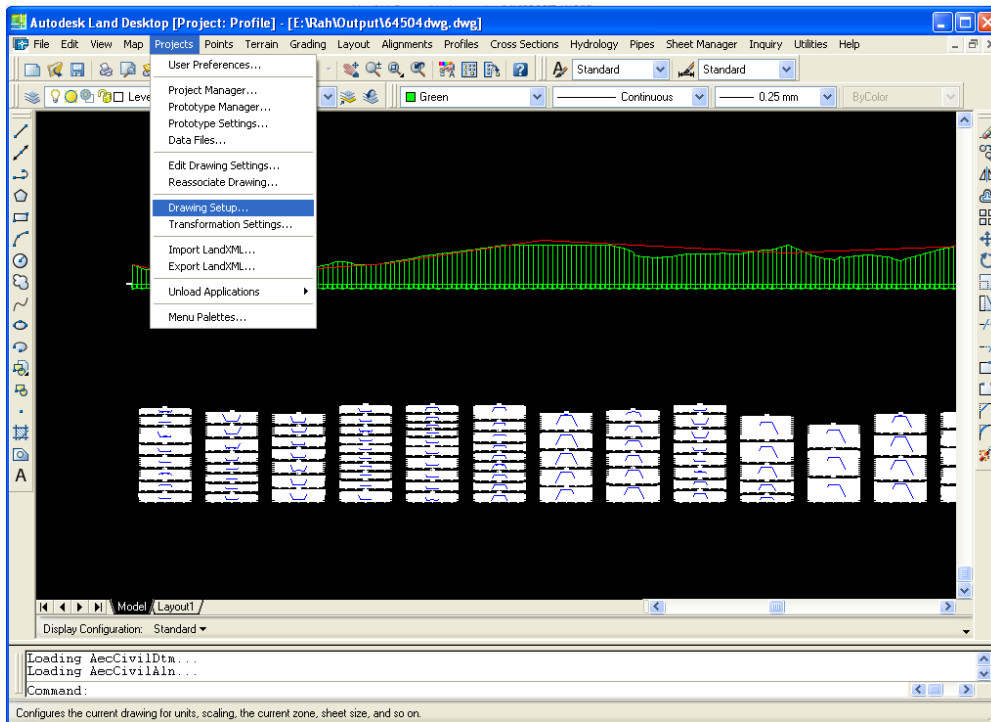 Autodesk Land Desktop [Project: Profile] - [E:\Rah\Output\64504dwg.dwg]
File Edit View Map Projects Points Terrain Grading Layout Alignments Profiles Cross Sections Hydrology Pipes Sheet Manager Inquiry Utilities Help
Standard Standard
Leve Green Continuous 0.25 mm ByColor
User Preferences...
Project Manager...
Prototype Manager...
Prototype Settings...
Data Files...
Edit Drawing Settings...
Reassociate Drawing...
Drawing Setup...
Transformation Settings...
Import LandXML...
Export LandXML...
Unload Applications
Menu Palettes...
A
Model Layout1
Display Configuration: Standard
Loading AecCivilDtm...
Loading AecCivilAln...
Command:
Configures the current drawing for units, scaling, the current zone, sheet size, and so on.